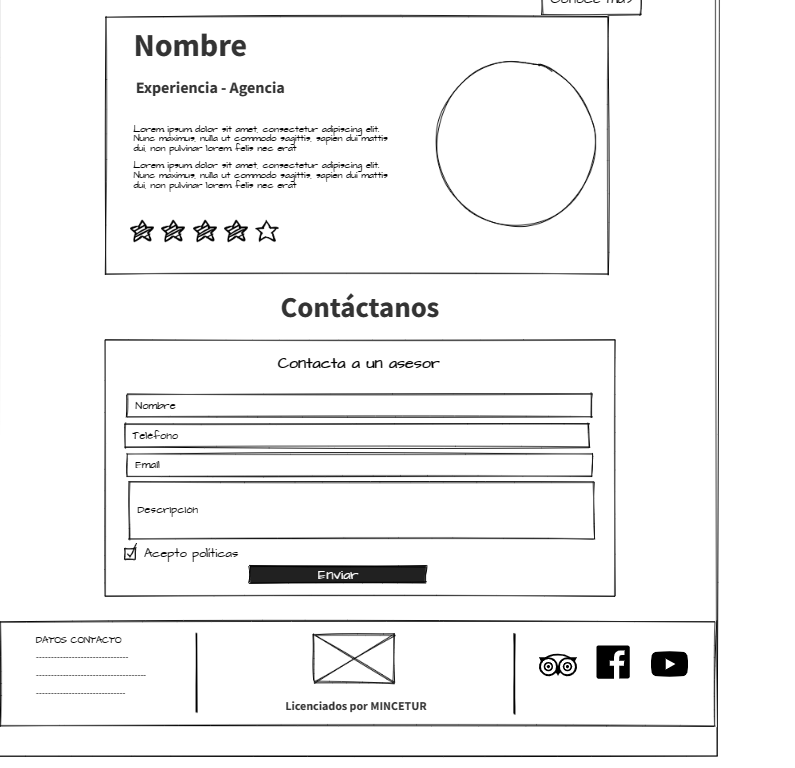 Conoce más
Nombre
Experiencia - Agencia
Lorem ipsum dolor sit amet, consectetur adipiscing elit.
Nunc maximus, nulla ut commodo sagittis, sapien dui mattis
dui, non pulvinar lorem felis nec erat
Lorem ipsum dolor sit amet, consectetur adipiscing elit.
Nunc maximus, nulla ut commodo sagittis, sapien dui mattis
dui, non pulvinar lorem felis nec erat
Contáctanos
Contacta a un asesor
Nombre
Telefono
Email
Descripción
Acepto políticas
Enviar
DATOS CONTACTO
Licenciados por MINCETUR